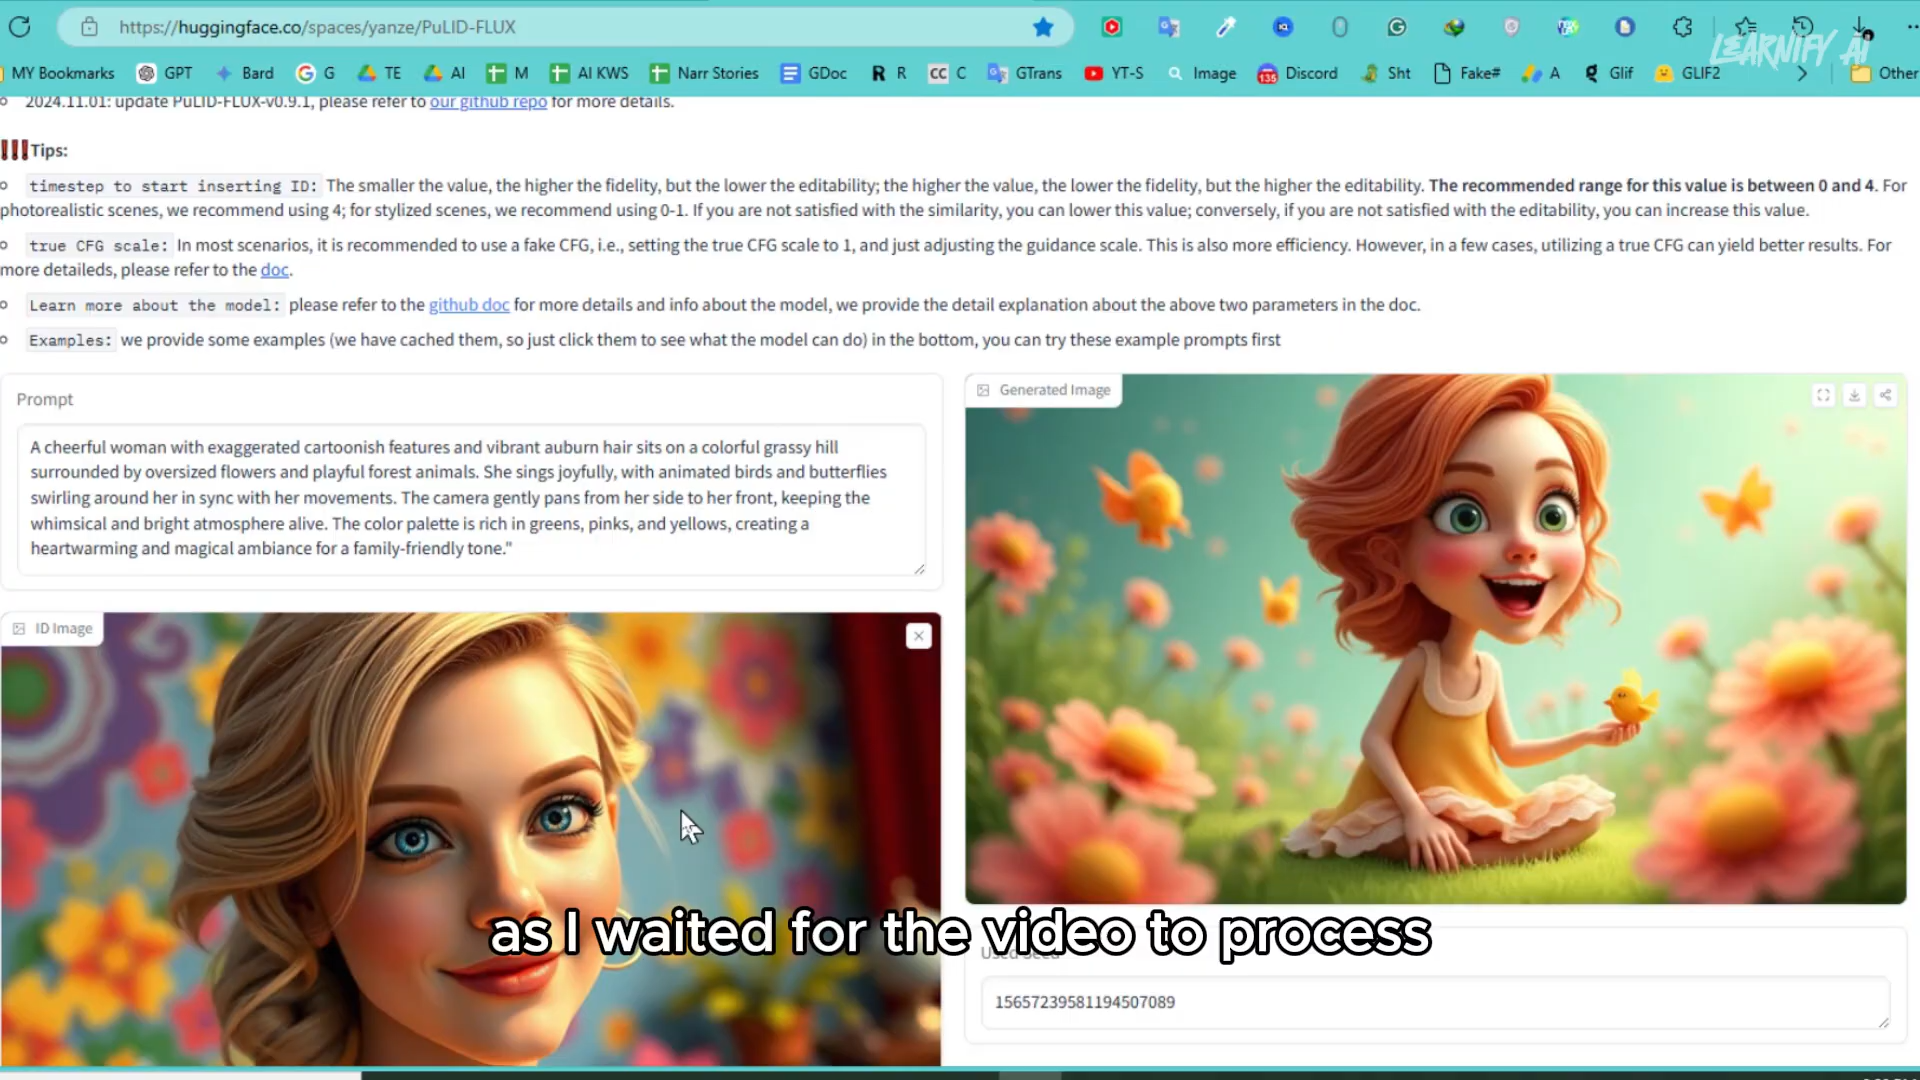 https://huggingface.co/spaces/yanze/PuLID-FLUX
LEARNIFY AI
MY Bookmarks GPT Bard G TE AI M AI KWS Narr Stories GDoc R CC C GTrans YT-S Image 135 Discord Sht Fake# A Glif GLIF2 Other
2024.11.01: update PuLID-FLUX-v0.9.1, please refer to our github repo for more details.
!!!Tips:
timestep to start inserting ID: The smaller the value, the higher the fidelity, but the lower the editability; the higher the value, the lower the fidelity, but the higher the editability. The recommended range for this value is between 0 and 4. For
photorealistic scenes, we recommend using 4; for stylized scenes, we recommend using 0-1. If you are not satisfied with the similarity, you can lower this value; conversely, if you are not satisfied with the editability, you can increase this value.
true CFG scale: In most scenarios, it is recommended to use a fake CFG, i.e., setting the true CFG scale to 1, and just adjusting the guidance scale. This is also more efficiency. However, in a few cases, utilizing a true CFG can yield better results. For
more detaileds, please refer to the doc.
Learn more about the model: please refer to the github doc for more details and info about the model, we provide the detail explanation about the above two parameters in the doc.
Examples: we provide some examples (we have cached them, so just click them to see what the model can do) in the bottom, you can try these example prompts first
Prompt
A cheerful woman with exaggerated cartoonish features and vibrant auburn hair sits on a colorful grassy hill
surrounded by oversized flowers and playful forest animals. She sings joyfully, with animated birds and butterflies
swirling around her in sync with her movements. The camera gently pans from her side to her front, keeping the
whimsical and bright atmosphere alive. The color palette is rich in greens, pinks, and yellows, creating a
heartwarming and magical ambiance for a family-friendly tone."
ID Image
Generated Image
as I waited for the video to process
Used Seed
15657239581194507089